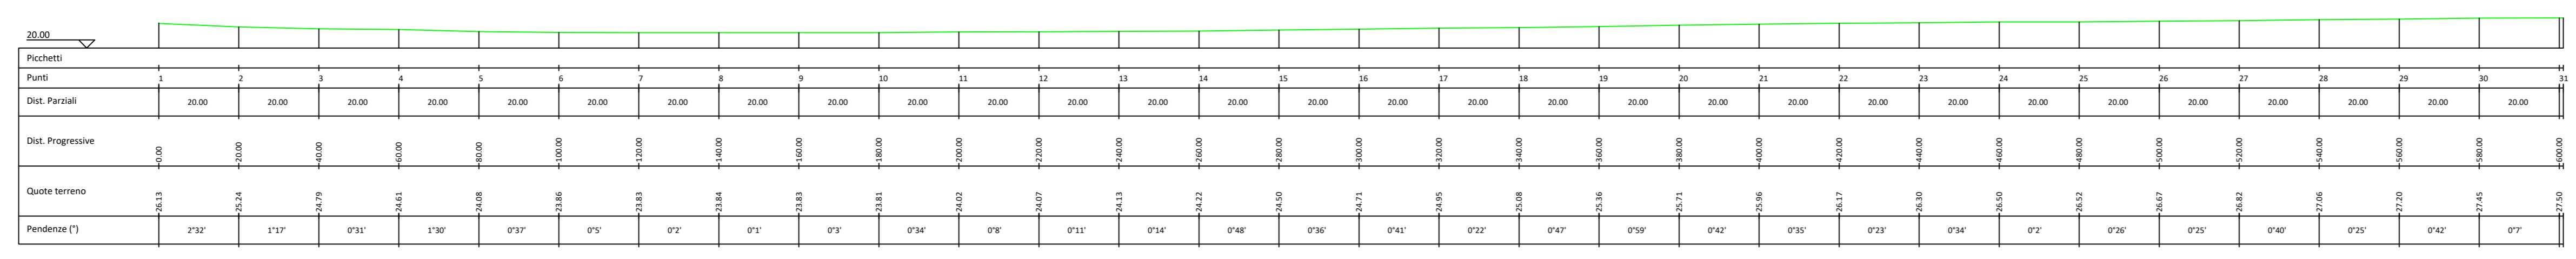 20.00
Picchetti
Punti 1 2 3 4 5 6 7 8 9 10 11 12 13 14 15 16 17 18 19 20 21 22 23 24 25 26 27 28 29 30 31
Dist. Parziali 20.00 20.00 20.00 20.00 20.00 20.00 20.00 20.00 20.00 20.00 20.00 20.00 20.00 20.00 20.00 20.00 20.00 20.00 20.00 20.00 20.00 20.00 20.00 20.00 20.00 20.00 20.00 20.00 20.00 20.00
Dist. Progressive 0.00 20.00 40.00 60.00 80.00 100.00 120.00 140.00 160.00 180.00 200.00 220.00 240.00 260.00 280.00 300.00 320.00 340.00 360.00 380.00 400.00 420.00 440.00 460.00 480.00 500.00 520.00 540.00 560.00 580.00 600.00
Quote terreno 26.13 25.24 24.79 24.61 24.08 23.86 23.83 23.84 23.83 23.81 24.02 24.07 24.13 24.22 24.50 24.71 24.95 25.08 25.36 25.71 25.96 26.17 26.30 26.50 26.52 26.67 26.82 27.06 27.20 27.45 27.50
Pendenze (°) 2°32' 1°17' 0°31' 1°30' 0°37' 0°5' 0°2' 0°1' 0°3' 0°34' 0°8' 0°11' 0°14' 0°48' 0°36' 0°41' 0°22' 0°47' 0°59' 0°42' 0°35' 0°23' 0°34' 0°2' 0°26' 0°25' 0°40' 0°25' 0°42' 0°7'